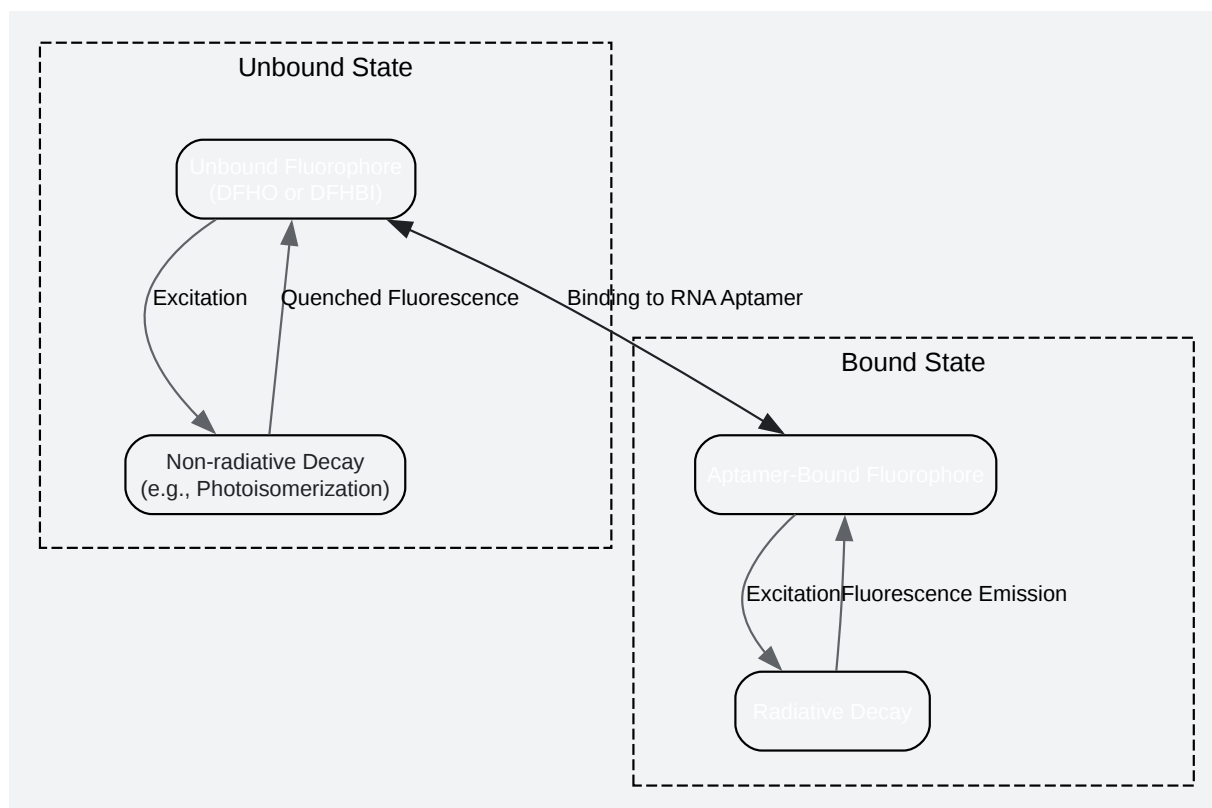 Unbound State
Unbound Fluorophore
(DFHO or DFHBI)
Excitation
Quenched Fluorescence
Binding to RNA Aptamer
Non-radiative Decay
(e.g., Photoisomerization)
Bound State
Aptamer-Bound Fluorophore
Excitation
Fluorescence Emission
Radiative Decay